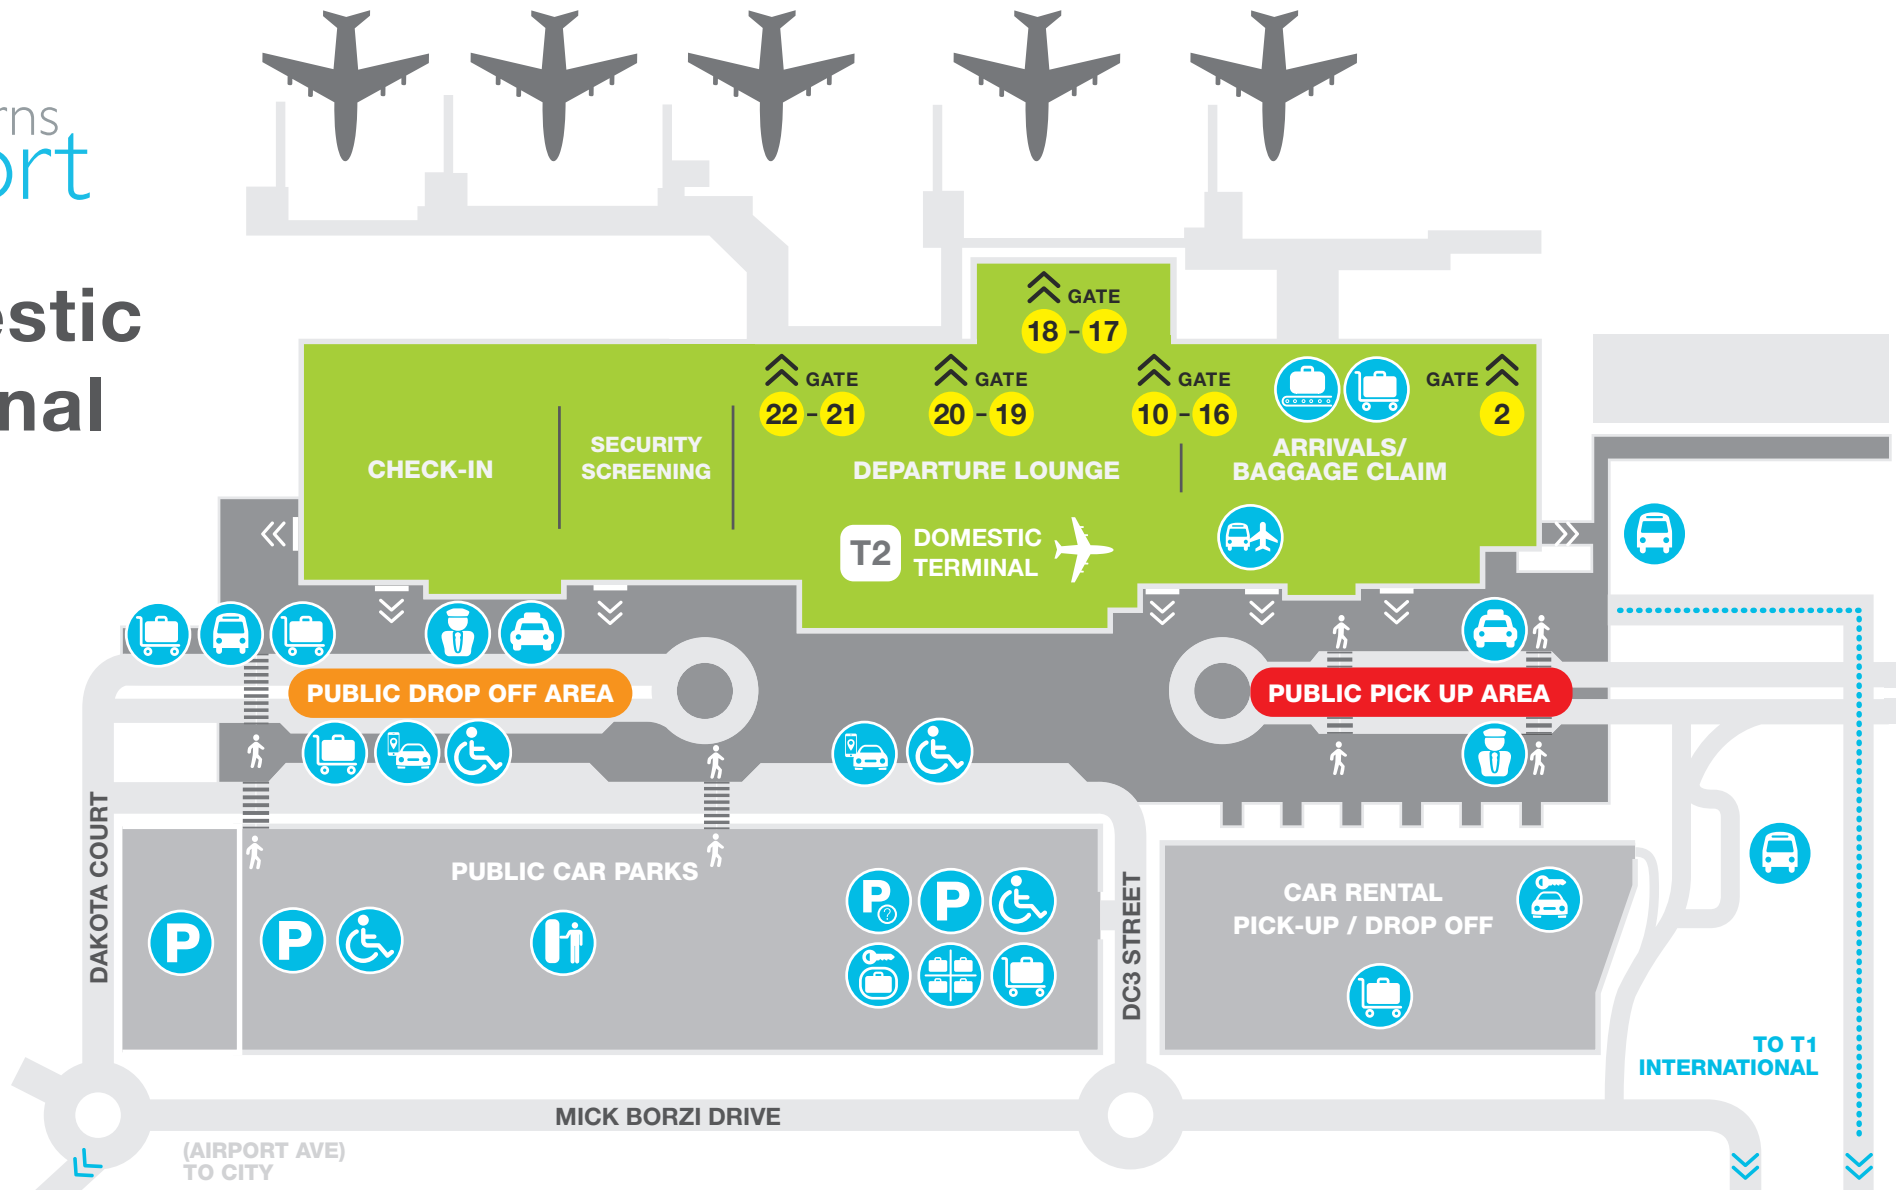 rns
ort
estic
nal
GATE
18 - 17
GATE
22 - 21
GATE
20 - 19
GATE
10 - 16
GATE
2
CHECK-IN
SECURITY
SCREENING
DEPARTURE LOUNGE
ARRIVALS/
BAGGAGE CLAIM
T2
DOMESTIC
TERMINAL
PUBLIC DROP OFF AREA
PUBLIC PICK UP AREA
DAKOTA COURT
PUBLIC CAR PARKS
P
P
P ?
P
DC3 STREET
CAR RENTAL
PICK-UP / DROP OFF
TO T1
INTERNATIONAL
MICK BORZI DRIVE
(AIRPORT AVE)
TO CITY